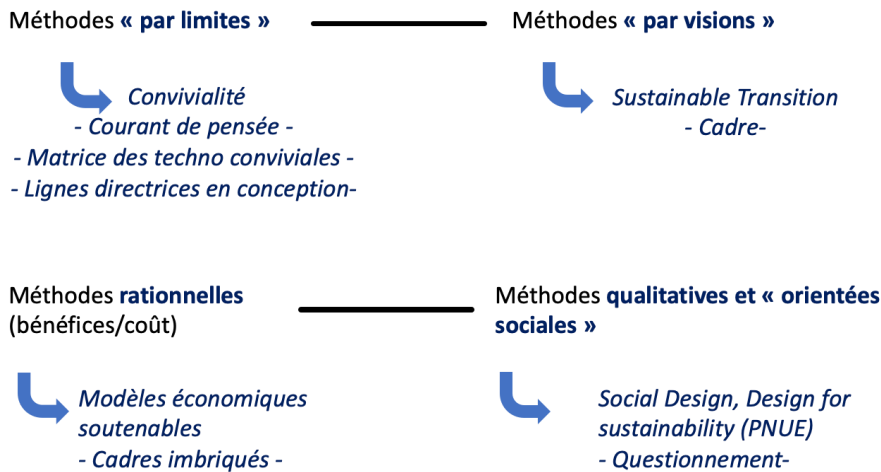 Méthodes « par limites »
Méthodes « par visions »
Convivialité
- Courant de pensée -
- Matrice des techno conviviales -
- Lignes directrices en conception-
Sustainable Transition
- Cadre-
Méthodes rationnelles
(bénéfices/coût)
Méthodes qualitatives et « orientées
sociales »
Modèles économiques
soutenables
- Cadres imbriqués -
Social Design, Design for
sustainability (PNUE)
- Questionnement-